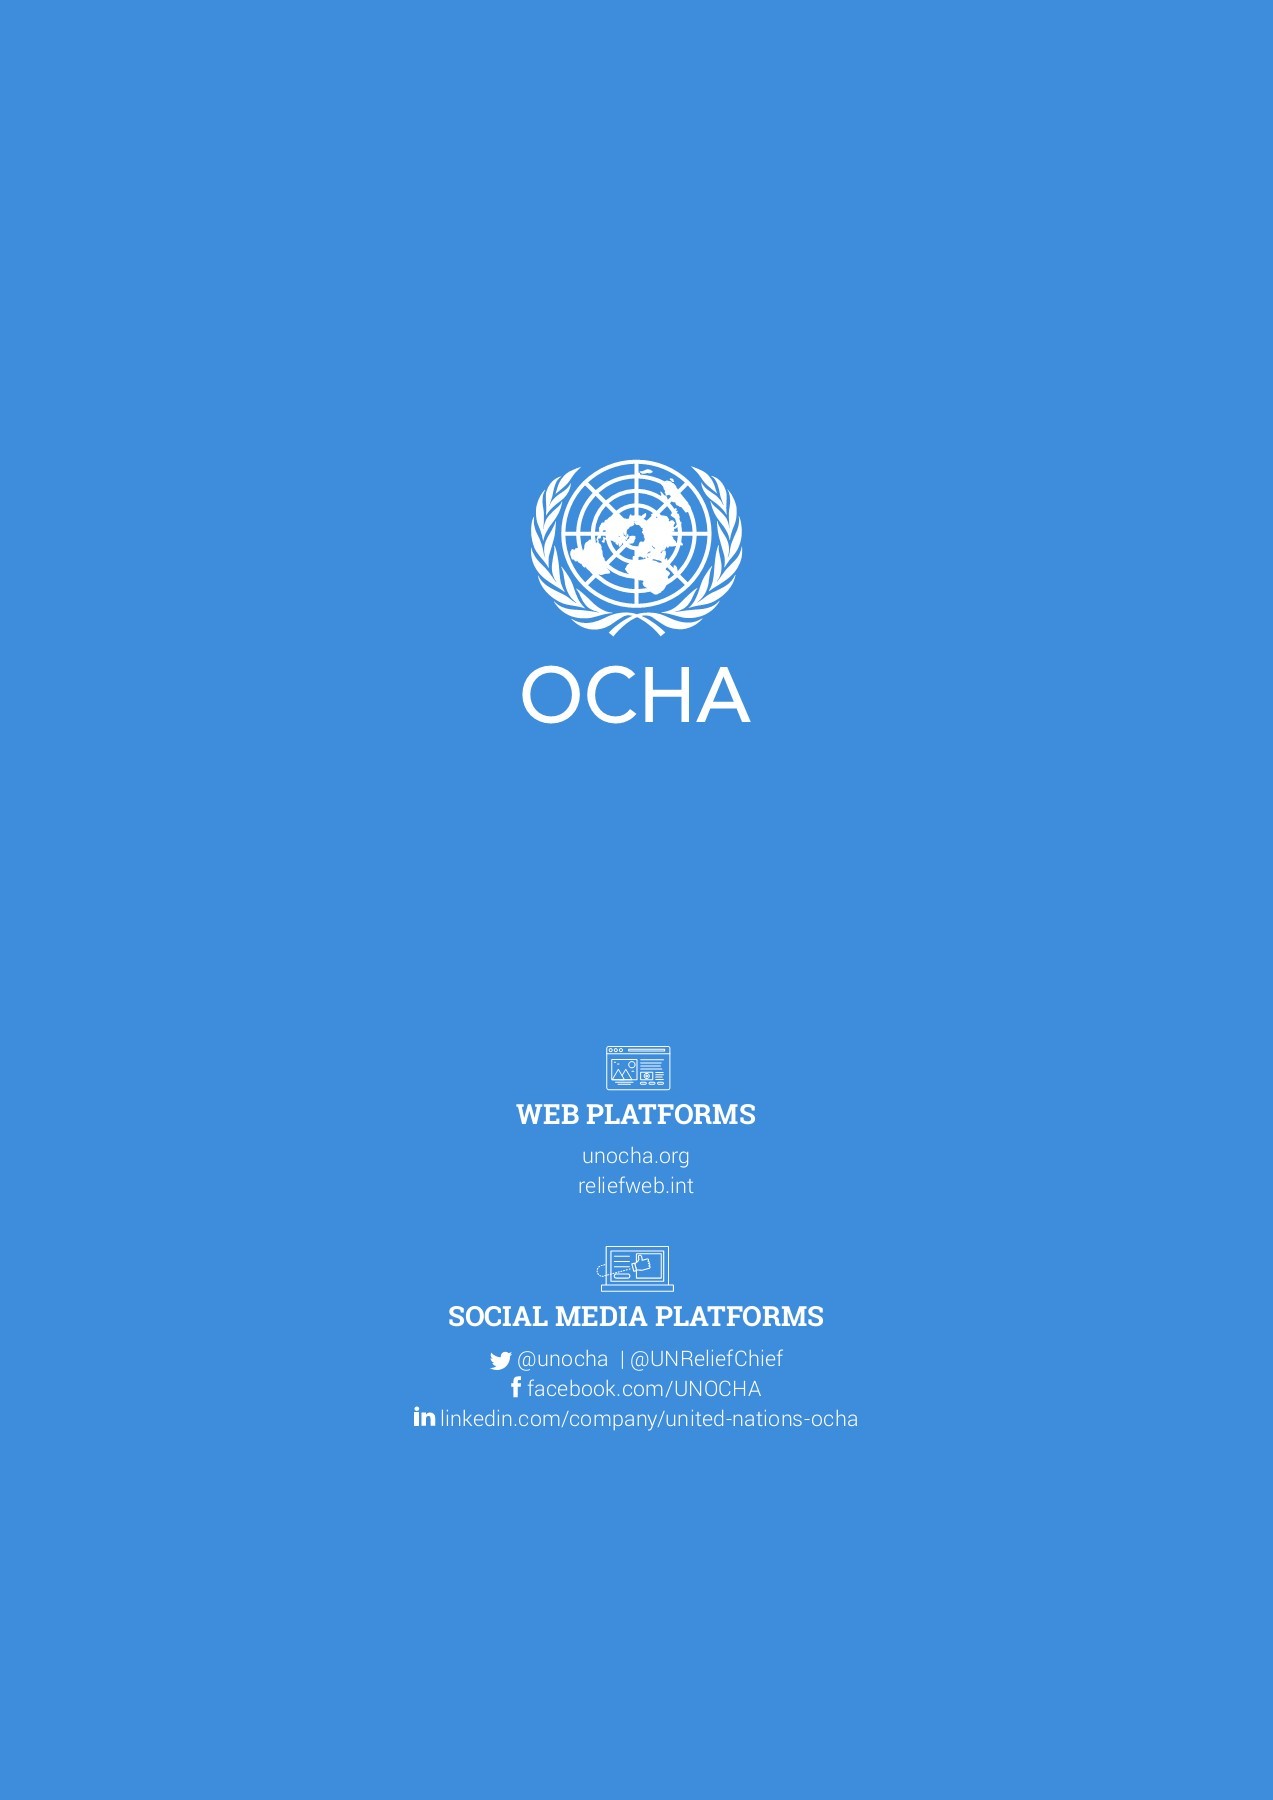 OCHA
WEB PLATFORMS
unocha.org
reliefweb.int
SOCIAL MEDIA PLATFORMS
@unocha | @UNReliefChief
facebook.com/UNOCHA
linkedin.com/company/united-nations-ocha